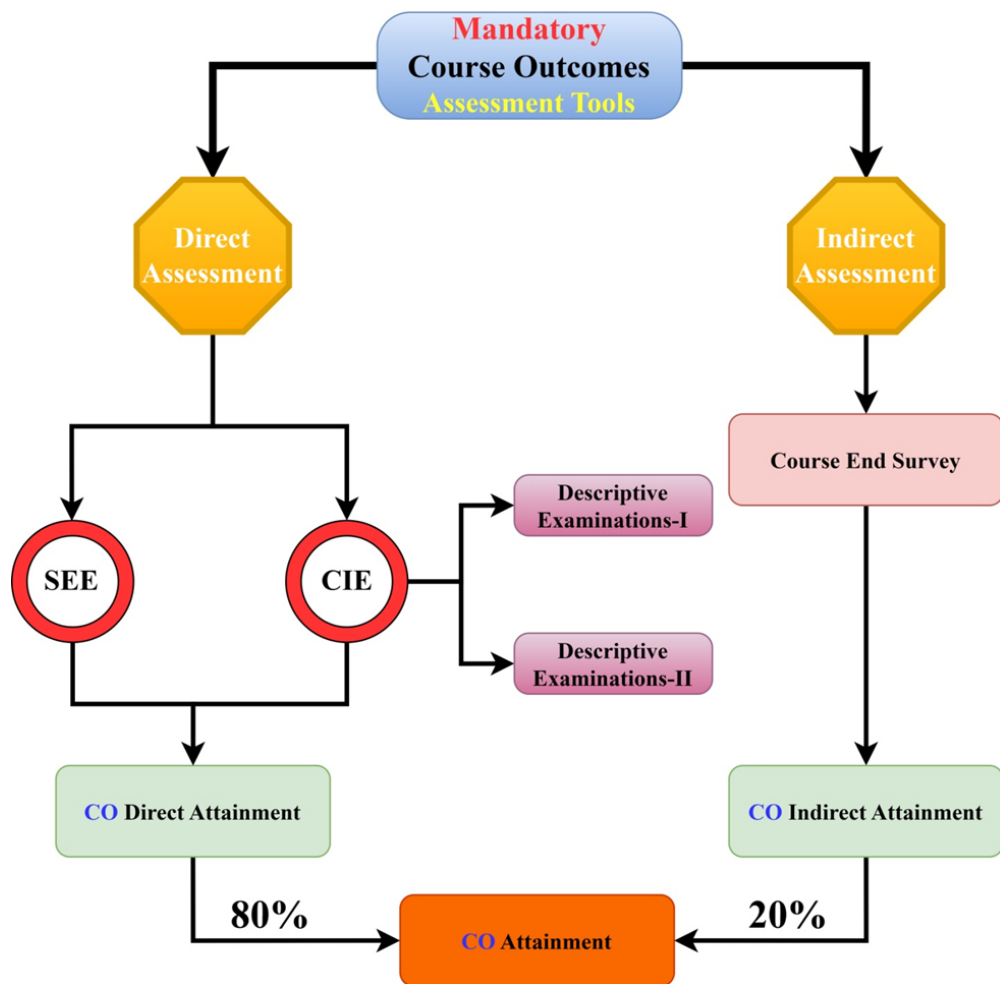 Mandatory
Course Outcomes
Assessment Tools
Direct
Assessment
Indirect
Assessment
Course End Survey
Descriptive
Examinations-I
SEE
CIE
Descriptive
Examinations-II
CO Direct Attainment
CO Indirect Attainment
80%
20%
CO Attainment